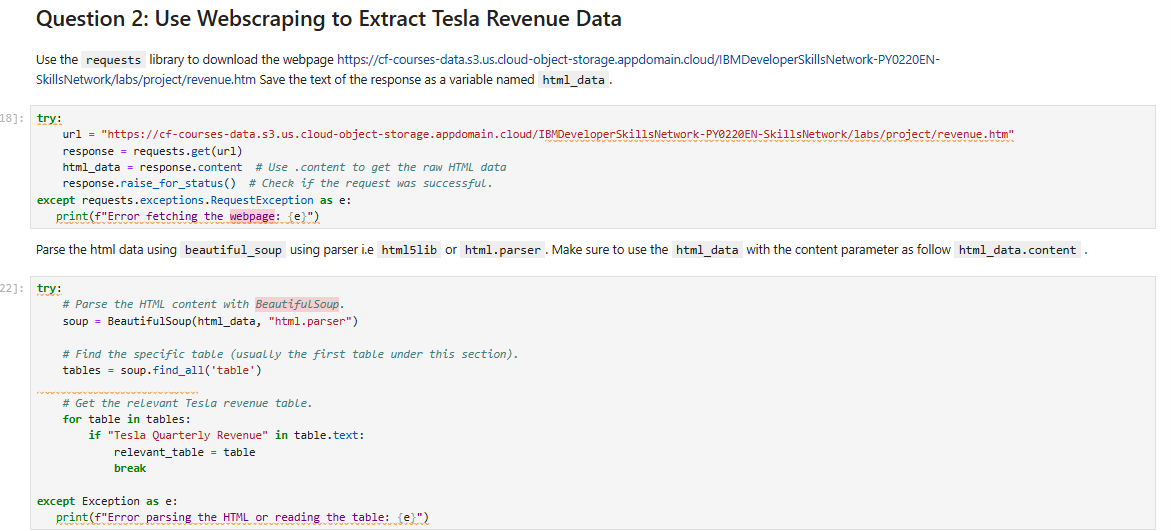 Question 2: Use Webscraping to Extract Tesla Revenue Data
Use the requests library to download the webpage https://cf-courses-data.s3.us.cloud-object-storage.appdomain.cloud/IBMDeveloperSkillsNetwork-PY0220EN-
SkillsNetwork/labs/project/revenue.htm Save the text of the response as a variable named html_data.
18]: try:
    url = "https://cf-courses-data.s3.us.cloud-object-storage.appdomain.cloud/IBMDeveloperSkillsNetwork-PY0220EN-SkillsNetwork/labs/project/revenue.htm"
    response = requests.get(url)
    html_data = response.content  # Use .content to get the raw HTML data
    response.raise_for_status()  # Check if the request was successful.
except requests.exceptions.RequestException as e:
   print(f"Error fetching the webpage: {e}")
Parse the html data using beautiful_soup using parser i.e html5lib or html.parser. Make sure to use the html_data with the content parameter as follow html_data.content .
22]: try:
    # Parse the HTML content with BeautifulSoup.
    soup = BeautifulSoup(html_data, "html.parser")
    # Find the specific table (usually the first table under this section).
    tables = soup.find_all('table')
    # Get the relevant Tesla revenue table.
    for table in tables:
        if "Tesla Quarterly Revenue" in table.text:
            relevant_table = table
            break
except Exception as e:
   print(f"Error parsing the HTML or reading the table: {e}")